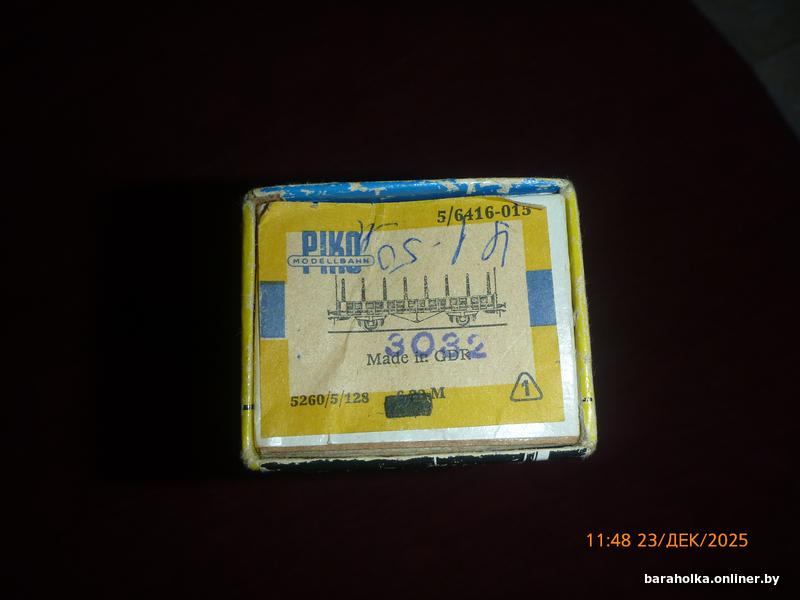 5/6416-015
PIKO
MODELLBAHN
3032
Made in GDR
5260/5/128 M
1
11:48 23/ДЕК/2025
baraholka.onliner.by